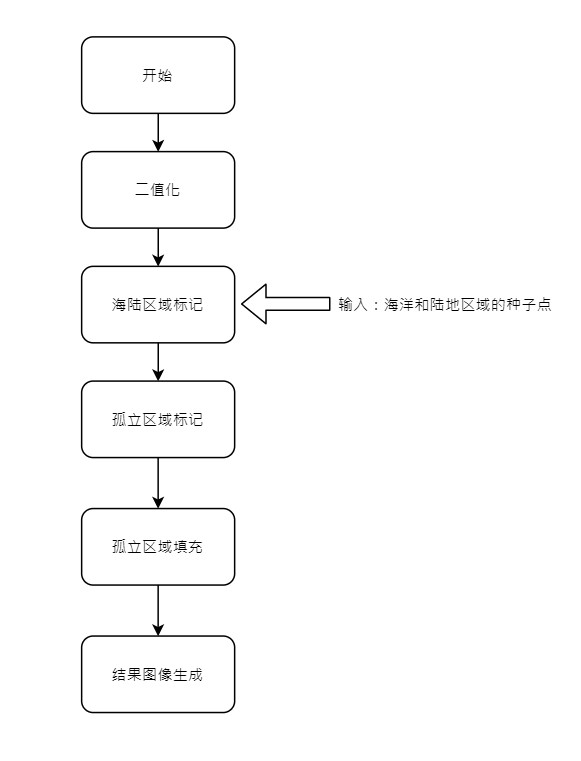 开始
二值化
海陆区域标记
输入：海洋和陆地区域的种子点
孤立区域标记
孤立区域填充
结果图像生成